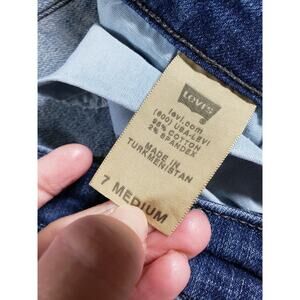 LEVI'S
levi.com
(800) USA-LEVI
98% COTTON
2% SPANDEX
MADE IN
TURKMENISTAN
7 MEDIUM